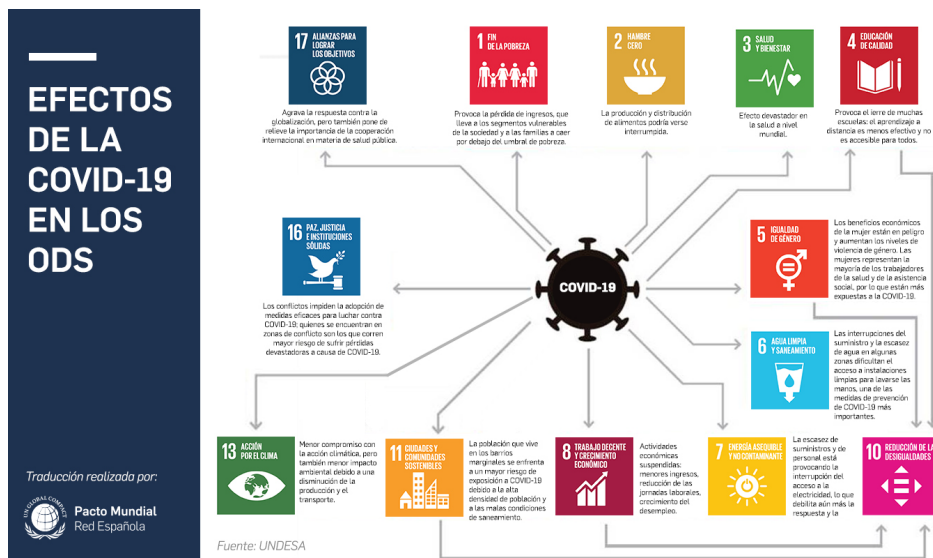 EFECTOS
DE LA
COVID-19
EN LOS
ODS
Traducción realizada por:
UN GLOBAL COMPACT
Pacto Mundial
Red Española
17 ALIANZAS PARA
LOGRAR
LOS OBJETIVOS
Agrava la respuesta contra la
globalización, pero también pone de
relieve la importancia de la cooperación
internacional en materia de salud pública.
1 FIN
DE LA POBREZA
Provoca la pérdida de ingresos, que
lleva a los segmentos vulnerables
de la sociedad y a las familias a caer
por debajo del umbral de pobreza.
2 HAMBRE
CERO
La producción y distribución
de alimentos podría verse
interrumpida.
3 SALUD
Y BIENESTAR
Efecto devastador en
la salud a nivel
mundial.
4 EDUCACIÓN
DE CALIDAD
Provoca el ierre de muchas
escuelas: el aprendizaje a
distancia es menos efectivo y no
es accesible para todos.
16 PAZ, JUSTICIA
E INSTITUCIONES
SÓLIDAS
Los conflictos impiden la adopción de
medidas eficaces para luchar contra
COVID-19; quienes se encuentran en
zonas de conflicto son los que corren
mayor riesgo de sufrir pérdidas
devastadoras a causa de COVID-19.
COVID-19
5 IGUALDAD
DE GÉNERO
Los beneficios económicos
de la mujer están en peligro
y aumentan los niveles de
violencia de género. Las
mujeres representan la
mayoría de los trabajadores
de la salud y de la asistencia
social, por lo que están más
expuestas a la COVID-19.
6 AGUA LIMPIA
Y SANEAMIENTO
Las interrupciones del
suministro y la escasez
de agua en algunas
zonas dificultan el
acceso a instalaciones
limpias para lavarse las
manos, una de las
medidas de prevención
de COVID-19 más
importantes.
13 ACCIÓN
POR EL CLIMA
Menor compromiso con
la acción climática, pero
también menor impacto
ambiental debido a una
disminución de la
producción y el
transporte.
11 CIUDADES Y
COMUNIDADES
SOSTENIBLES
La población que vive
en los barrios
marginales se enfrenta
a un mayor riesgo de
exposición a COVID-19
debido a la alta
densidad de población y
a las malas condiciones
de saneamiento.
8 TRABAJO DECENTE
Y CRECIMIENTO
ECONÓMICO
Actividades
económicas
suspendidas:
menores ingresos,
reducción de las
jornadas laborales,
crecimiento del
desempleo.
7 ENERGÍA ASEQUIBLE
Y NO CONTAMINANTE
La escasez de
suministros y de
personal está
provocando la
interrupción del
acceso a la
electricidad, lo que
debilita aún más la
respuesta y la
10 REDUCCIÓN DE LA
DESIGUALDADES
Fuente: UNDESA